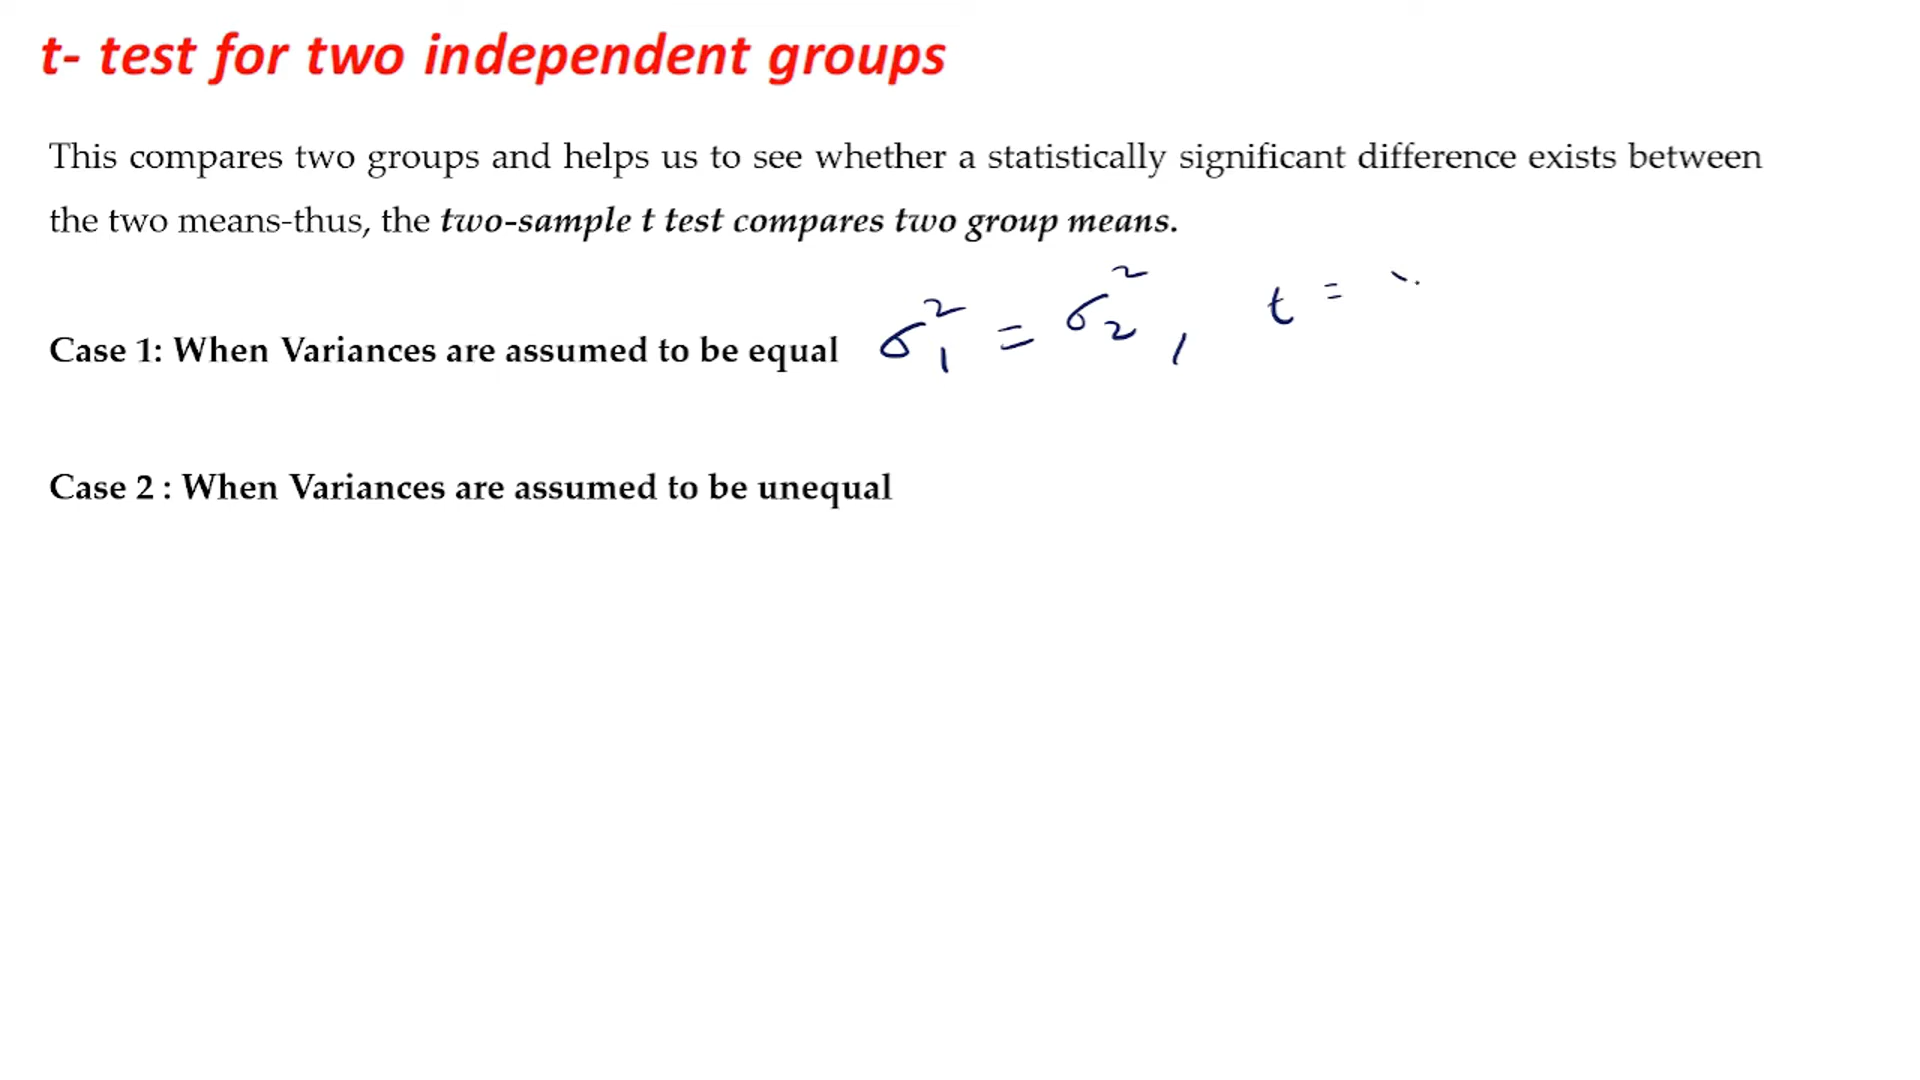 t- test for two independent groups
This compares two groups and helps us to see whether a statistically significant difference exists between
the two means-thus, the two-sample t test compares two group means.
Case 1: When Variances are assumed to be equal σ₁² = σ₂² , t =
Case 2 : When Variances are assumed to be unequal